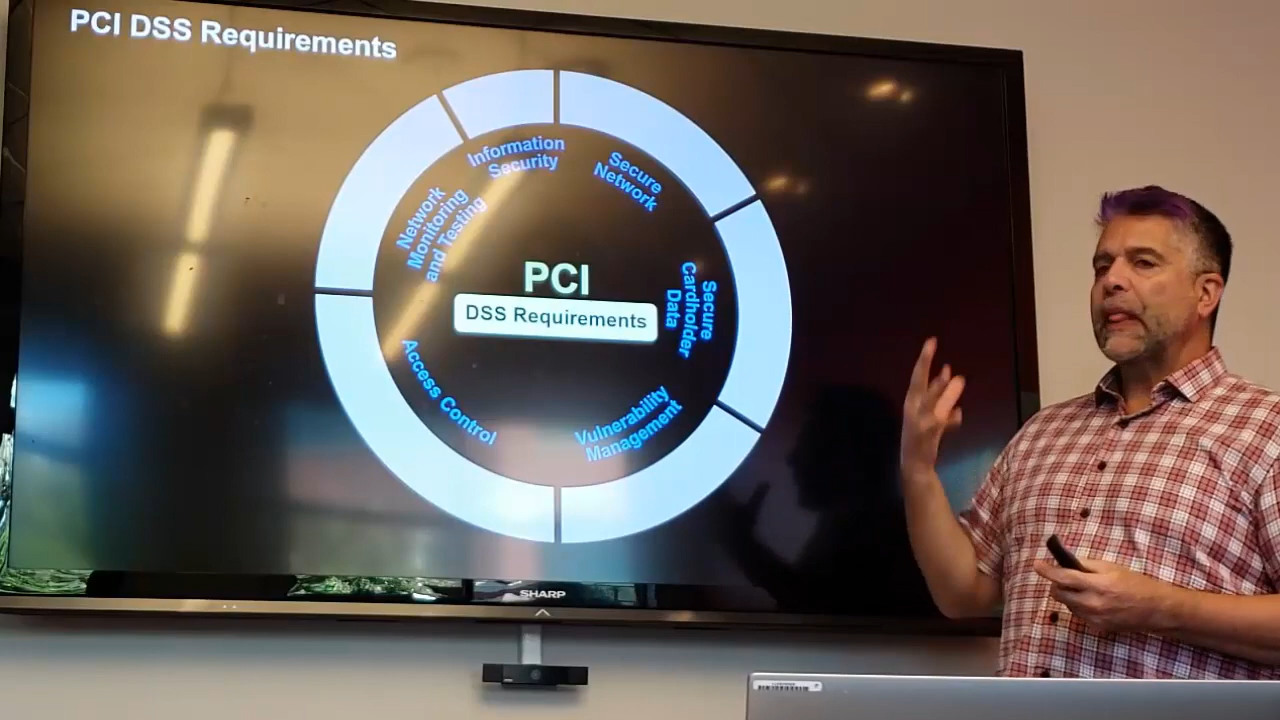 PCI DSS Requirements
Information
Security
Secure
Network
Network
Monitoring
and Testing
PCI
DSS Requirements
Secure
Cardholder
Data
Access Control
Vulnerability
Management
SHARP